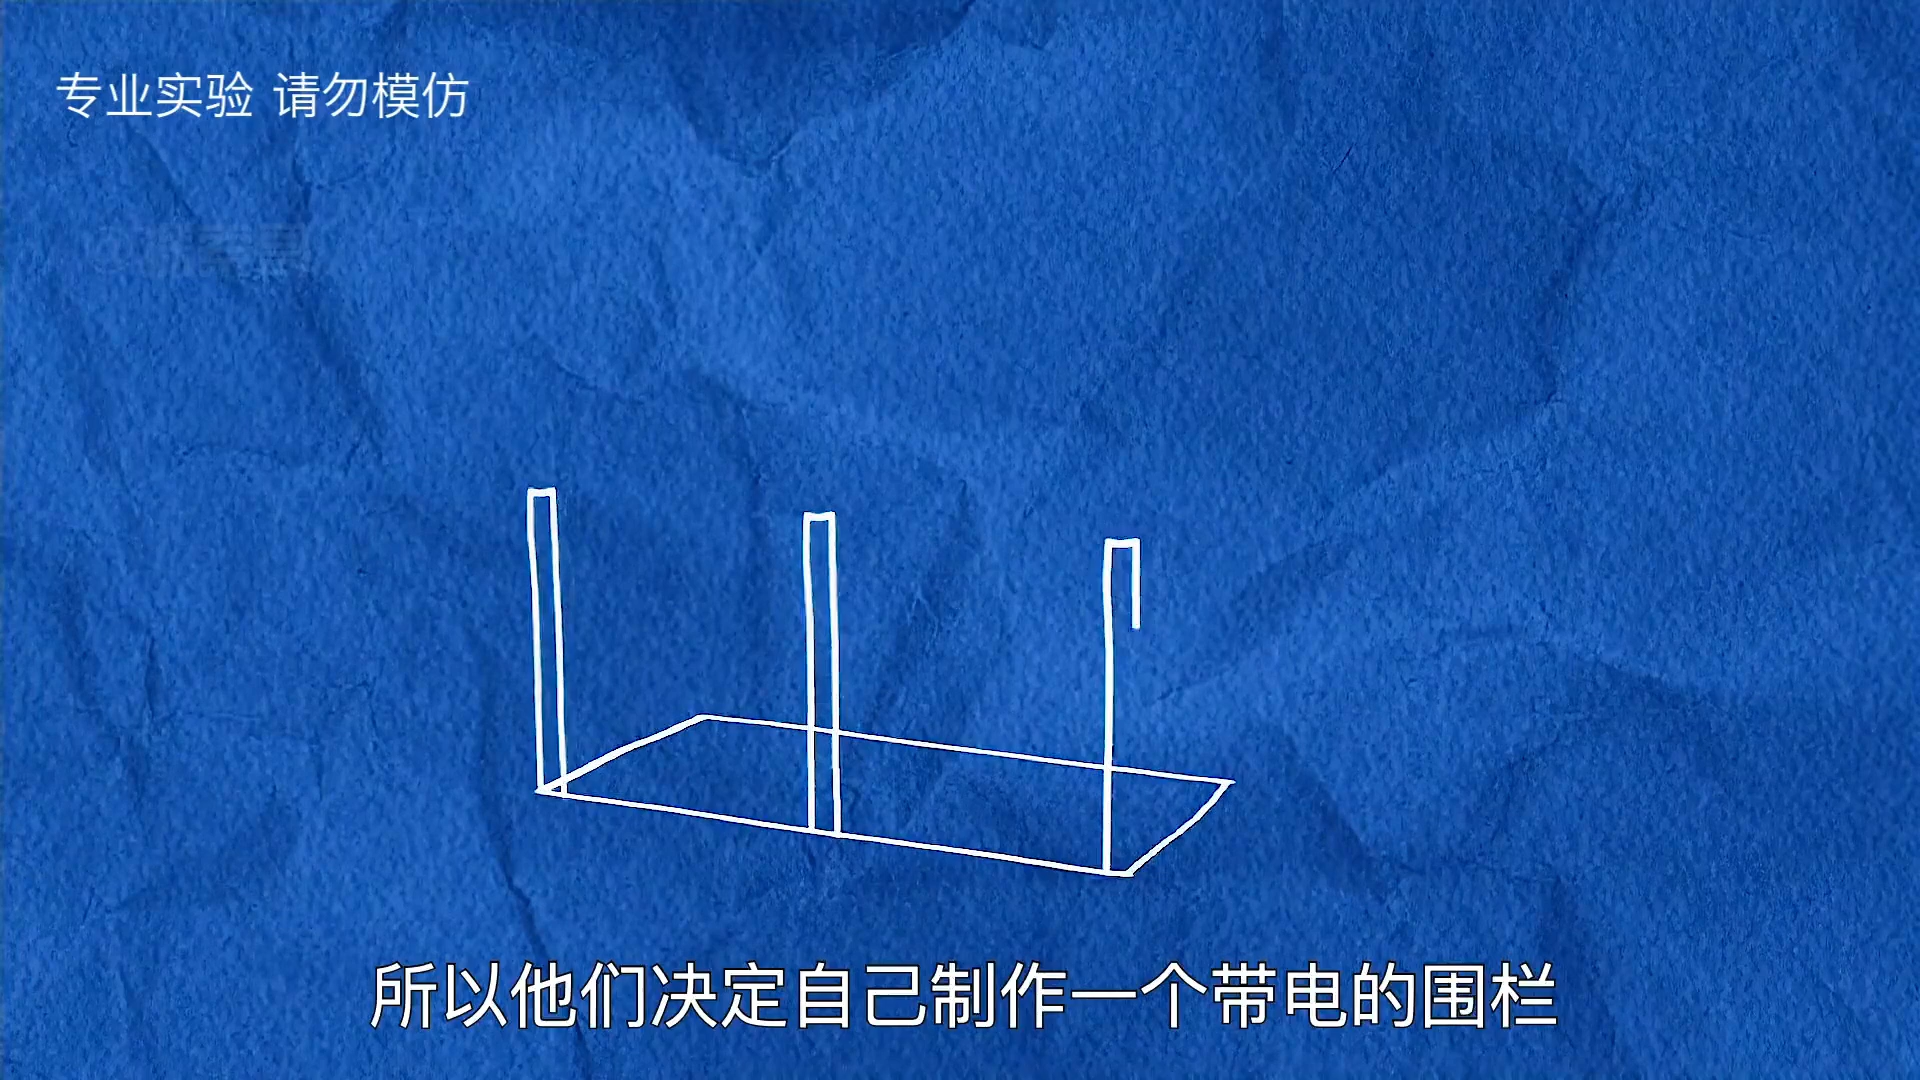 专业实验 请勿模仿
所以他们决定自己制作一个带电的围栏